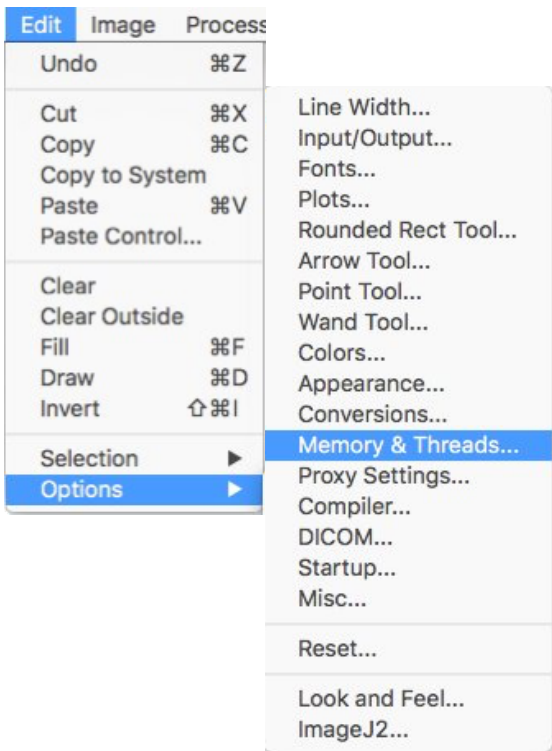 Edit Image Process
Undo ⌘Z
Cut ⌘X
Copy ⌘C
Copy to System
Paste ⌘V
Paste Control...
Clear
Clear Outside
Fill ⌘F
Draw ⌘D
Invert ⇧⌘I
Selection ▶
Options ▶
Line Width...
Input/Output...
Fonts...
Plots...
Rounded Rect Tool...
Arrow Tool...
Point Tool...
Wand Tool...
Colors...
Appearance...
Conversions...
Memory & Threads...
Proxy Settings...
Compiler...
DICOM...
Startup...
Misc...
Reset...
Look and Feel...
ImageJ2...